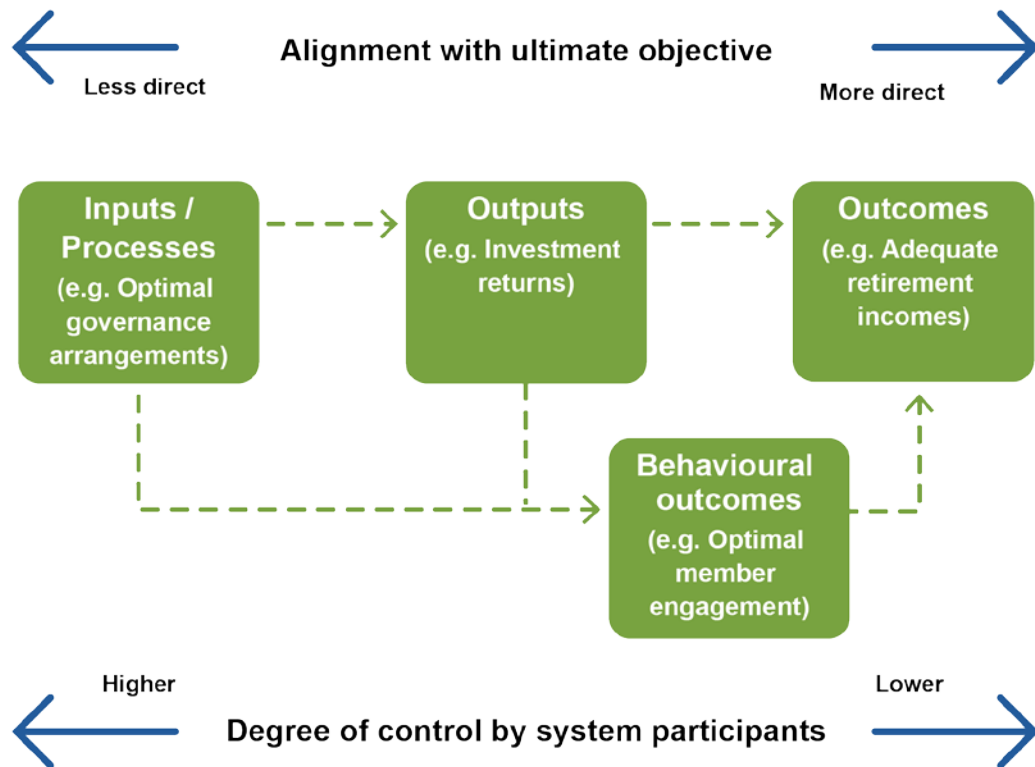 Alignment with ultimate objective
Less direct
More direct
Inputs /
Processes
(e.g. Optimal
governance
arrangements)
Outputs
(e.g. Investment
returns)
Outcomes
(e.g. Adequate
retirement
incomes)
Behavioural
outcomes
(e.g. Optimal
member
engagement)
Higher
Lower
Degree of control by system participants